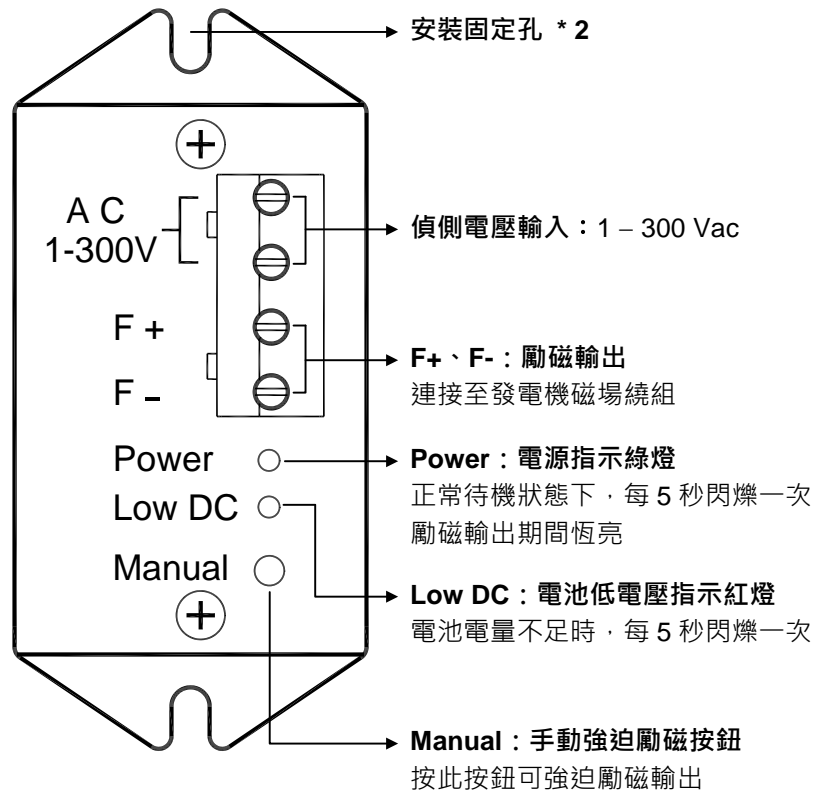 安裝固定孔 * 2
A C
1-300V
偵側電壓輸入：1 – 300 Vac
F +
F –
F+、F-：勵磁輸出
連接至發電機磁場繞組
Power
Power：電源指示綠燈
正常待機狀態下，每 5 秒閃爍一次
勵磁輸出期間恆亮
Low DC
Low DC：電池低電壓指示紅燈
電池電量不足時，每 5 秒閃爍一次
Manual
Manual：手動強迫勵磁按鈕
按此按鈕可強迫勵磁輸出